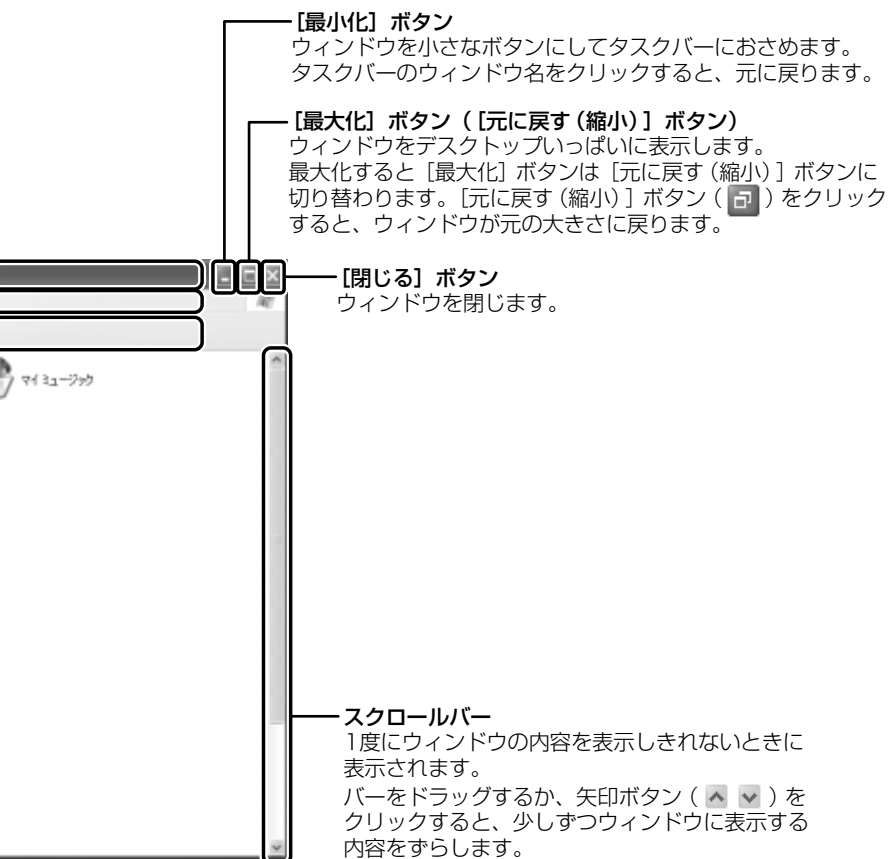 ［最小化］ボタン
ウィンドウを小さなボタンにしてタスクバーにおさめます。
タスクバーのウィンドウ名をクリックすると、元に戻ります。
［最大化］ボタン（［元に戻す（縮小）］ボタン）
ウィンドウをデスクトップいっぱいに表示します。
最大化すると［最大化］ボタンは［元に戻す（縮小）］ボタンに
切り替わります。［元に戻す（縮小）］ボタン（ ）をクリック
すると、ウィンドウが元の大きさに戻ります。
［閉じる］ボタン
ウィンドウを閉じます。
マイ ミュージック
スクロールバー
1度にウィンドウの内容を表示しきれないときに
表示されます。
バーをドラッグするか、矢印ボタン（ ）を
クリックすると、少しずつウィンドウに表示する
内容をずらします。